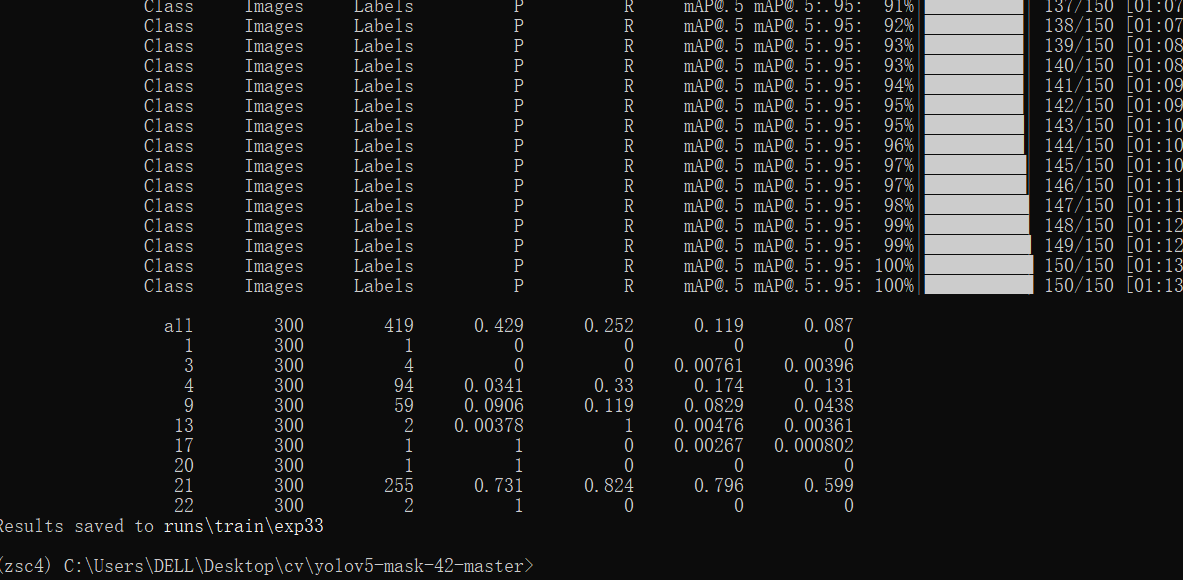 Class Images Labels P R mAP@.5 mAP@.5:.95: 91% 137/150 [01:07
Class Images Labels P R mAP@.5 mAP@.5:.95: 92% 138/150 [01:07
Class Images Labels P R mAP@.5 mAP@.5:.95: 93% 139/150 [01:08
Class Images Labels P R mAP@.5 mAP@.5:.95: 93% 140/150 [01:08
Class Images Labels P R mAP@.5 mAP@.5:.95: 94% 141/150 [01:09
Class Images Labels P R mAP@.5 mAP@.5:.95: 95% 142/150 [01:09
Class Images Labels P R mAP@.5 mAP@.5:.95: 95% 143/150 [01:10
Class Images Labels P R mAP@.5 mAP@.5:.95: 96% 144/150 [01:10
Class Images Labels P R mAP@.5 mAP@.5:.95: 97% 145/150 [01:10
Class Images Labels P R mAP@.5 mAP@.5:.95: 97% 146/150 [01:11
Class Images Labels P R mAP@.5 mAP@.5:.95: 98% 147/150 [01:11
Class Images Labels P R mAP@.5 mAP@.5:.95: 99% 148/150 [01:12
Class Images Labels P R mAP@.5 mAP@.5:.95: 99% 149/150 [01:12
Class Images Labels P R mAP@.5 mAP@.5:.95: 100% 150/150 [01:13
Class Images Labels P R mAP@.5 mAP@.5:.95: 100% 150/150 [01:13
all 300 419 0.429 0.252 0.119 0.087
1 300 1 0 0 0 0
3 300 4 0 0 0.00761 0.00396
4 300 94 0.0341 0.33 0.174 0.131
9 300 59 0.0906 0.119 0.0829 0.0438
13 300 2 0.00378 1 0.00476 0.00361
17 300 1 1 0 0.00267 0.000802
20 300 1 1 0 0 0
21 300 255 0.731 0.824 0.796 0.599
22 300 2 1 0 0 0
Results saved to runs\train\exp33
(zsc4) C:\Users\DELL\Desktop\cv\yolov5-mask-42-master>